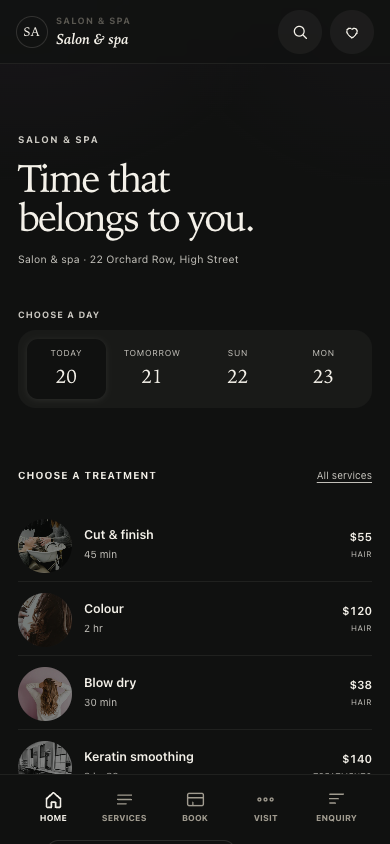 SA
SALON & SPA
Salon & spa
SALON & SPA
Time that
belongs to you.
Salon & spa · 22 Orchard Row, High Street
CHOOSE A DAY
TODAY TOMORROW SUN MON
20 21 22 23
CHOOSE A TREATMENT All services
Cut & finish $55
45 min HAIR
Colour $120
2 hr HAIR
Blow dry $38
30 min HAIR
Keratin smoothing $140
HOME SERVICES BOOK VISIT ENQUIRY